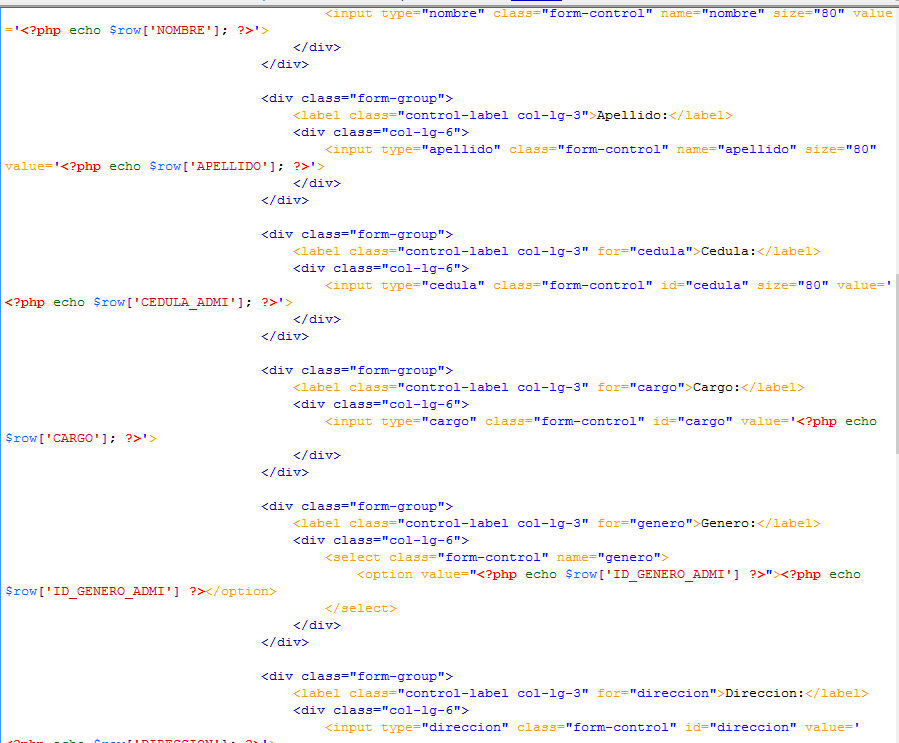 <input type="nombre" class="form-control" name="nombre" size="80" value
='<?php echo $row['NOMBRE']; ?>'>
</div>
</div>
<div class="form-group">
<label class="control-label col-lg-3">Apellido:</label>
<div class="col-lg-6">
<input type="apellido" class="form-control" name="apellido" size="80"
value='<?php echo $row['APELLIDO']; ?>'>
</div>
</div>
<div class="form-group">
<label class="control-label col-lg-3" for="cedula">Cedula:</label>
<div class="col-lg-6">
<input type="cedula" class="form-control" id="cedula" size="80" value='
<?php echo $row['CEDULA_ADMI']; ?>'>
</div>
</div>
<div class="form-group">
<label class="control-label col-lg-3" for="cargo">Cargo:</label>
<div class="col-lg-6">
<input type="cargo" class="form-control" id="cargo" value='<?php echo
$row['CARGO']; ?>'>
</div>
</div>
<div class="form-group">
<label class="control-label col-lg-3" for="genero">Genero:</label>
<div class="col-lg-6">
<select class="form-control" name="genero">
<option value="<?php echo $row['ID_GENERO_ADMI'] ?>"><?php echo
$row['ID_GENERO_ADMI'] ?></option>
</select>
</div>
</div>
<div class="form-group">
<label class="control-label col-lg-3" for="direccion">Direccion:</label>
<div class="col-lg-6">
<input type="direccion" class="form-control" id="direccion" value='
<?php echo $row['DIRECCION']; ?>'>